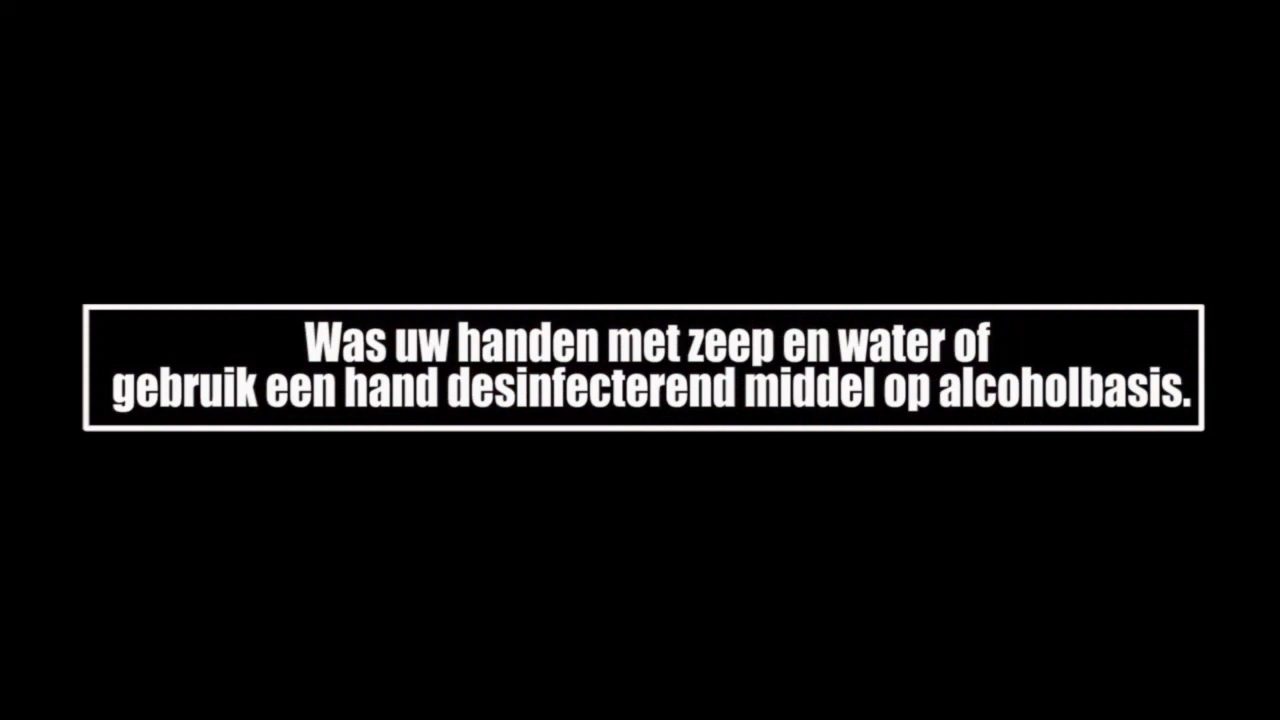 Was uw handen met zeep en water of
gebruik een hand desinfecterend middel op alcoholbasis.